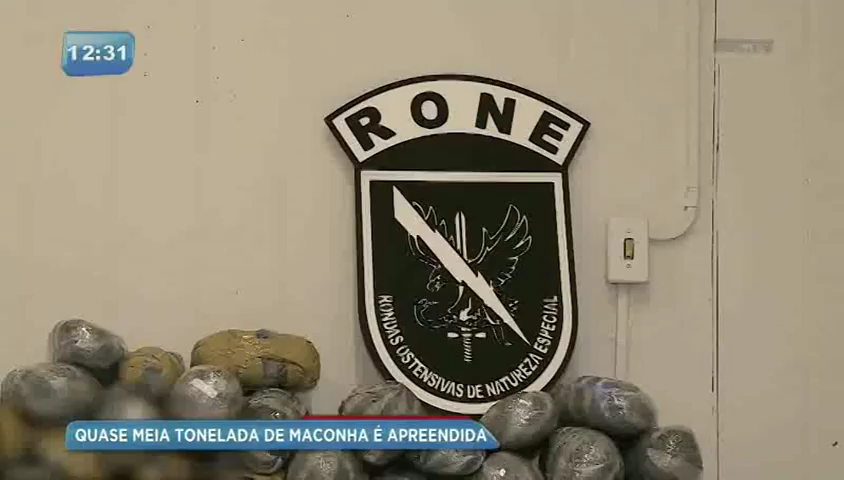 12:31
RONE
RONDAS OSTENSIVAS DE NATUREZA ESPECIAL
QUASE MEIA TONELADA DE MACONHA É APREENDIDA